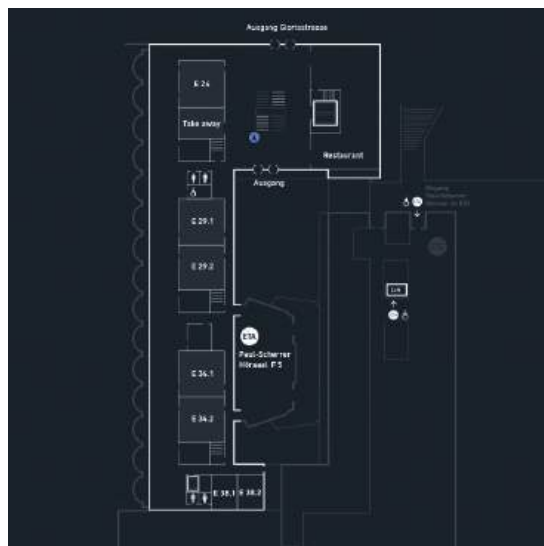 Ausgang Gloriastrasse
E 26
Take away
Restaurant
Ausgang
E 29.1
E 29.2
ETA
Paul-Scherrer
Hörsaal F 5
E 34.1
E 34.2
E 38.1
E 38.2